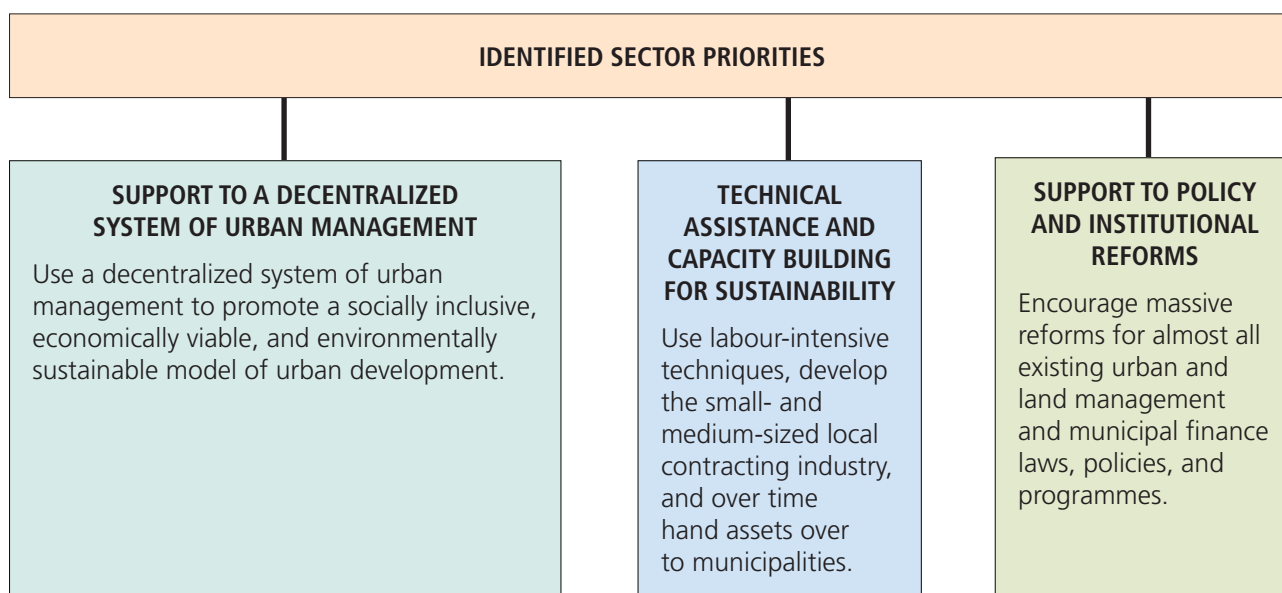 IDENTIFIED SECTOR PRIORITIES
SUPPORT TO A DECENTRALIZED
SYSTEM OF URBAN MANAGEMENT
Use a decentralized system of urban
management to promote a socially inclusive,
economically viable, and environmentally
sustainable model of urban development.
TECHNICAL
ASSISTANCE AND
CAPACITY BUILDING
FOR SUSTAINABILITY
Use labour-intensive
techniques, develop
the small- and
medium-sized local
contracting industry,
and over time
hand assets over
to municipalities.
SUPPORT TO POLICY
AND INSTITUTIONAL
REFORMS
Encourage massive
reforms for almost all
existing urban and
land management
and municipal finance
laws, policies, and
programmes.